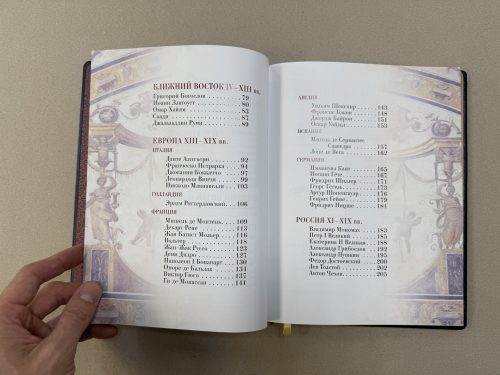 БЛИЖНИЙ ВОСТОК IV–XIII вв.
Григорий Богослов . . . . . . . . 79
Иоанн Златоуст . . . . . . . . . . 80
Омар Хайям . . . . . . . . . . . . 83
Саади . . . . . . . . . . . . . . . 87
Джалаладдин Руми . . . . . . . . 89
ЕВРОПА XIII–XIX вв.
ИТАЛИЯ
Данте Алигьери . . . . . . . . . . 92
Франческо Петрарка . . . . . . . 94
Джованни Боккаччо . . . . . . . 97
Леонардо да Винчи . . . . . . . 99
Никколо Макиавелли . . . . . . 103
ГОЛЛАНДИЯ
Эразм Роттердамский . . . . . . 106
ФРАНЦИЯ
Мишель де Монтень . . . . . . . 109
Декарт Рене . . . . . . . . . . . . 113
Жан Батист Мольер . . . . . . . 116
Вольтер . . . . . . . . . . . . . . 118
Жан-Жак Руссо . . . . . . . . . . 123
Дени Дидро . . . . . . . . . . . . 127
Наполеон I Бонапарт . . . . . . 130
Оноре де Бальзак . . . . . . . . 134
Виктор Гюго . . . . . . . . . . . 137
Ги де Мопассан . . . . . . . . . 141
АНГЛИЯ
Уильям Шекспир . . . . . . . . 143
Френсис Бэкон . . . . . . . . . . 148
Джордж Байрон . . . . . . . . . 151
Оскар Уайльд . . . . . . . . . . 153
ИСПАНИЯ
Мигель де Сервантес
Сааведра . . . . . . . . . . . . . 157
Лопе де Вега . . . . . . . . . . . 162
ГЕРМАНИЯ
Иммануил Кант . . . . . . . . . 165
Иоганн Гёте . . . . . . . . . . . 167
Фридрих Шиллер . . . . . . . . 171
Георг Гегель . . . . . . . . . . . 173
Артур Шопенгауэр . . . . . . . 175
Генрих Гейне . . . . . . . . . . 179
Фридрих Ницше . . . . . . . . . 181
РОССИЯ XI–XIX вв.
Владимир Мономах . . . . . . . 183
Петр I Великий . . . . . . . . . 185
Екатерина II Великая . . . . . . 188
Александр Грибоедов . . . . . . 191
Александр Пушкин . . . . . . . 195
Федор Достоевский . . . . . . . 200
Лев Толстой . . . . . . . . . . . 202
Антон Чехов . . . . . . . . . . . 205